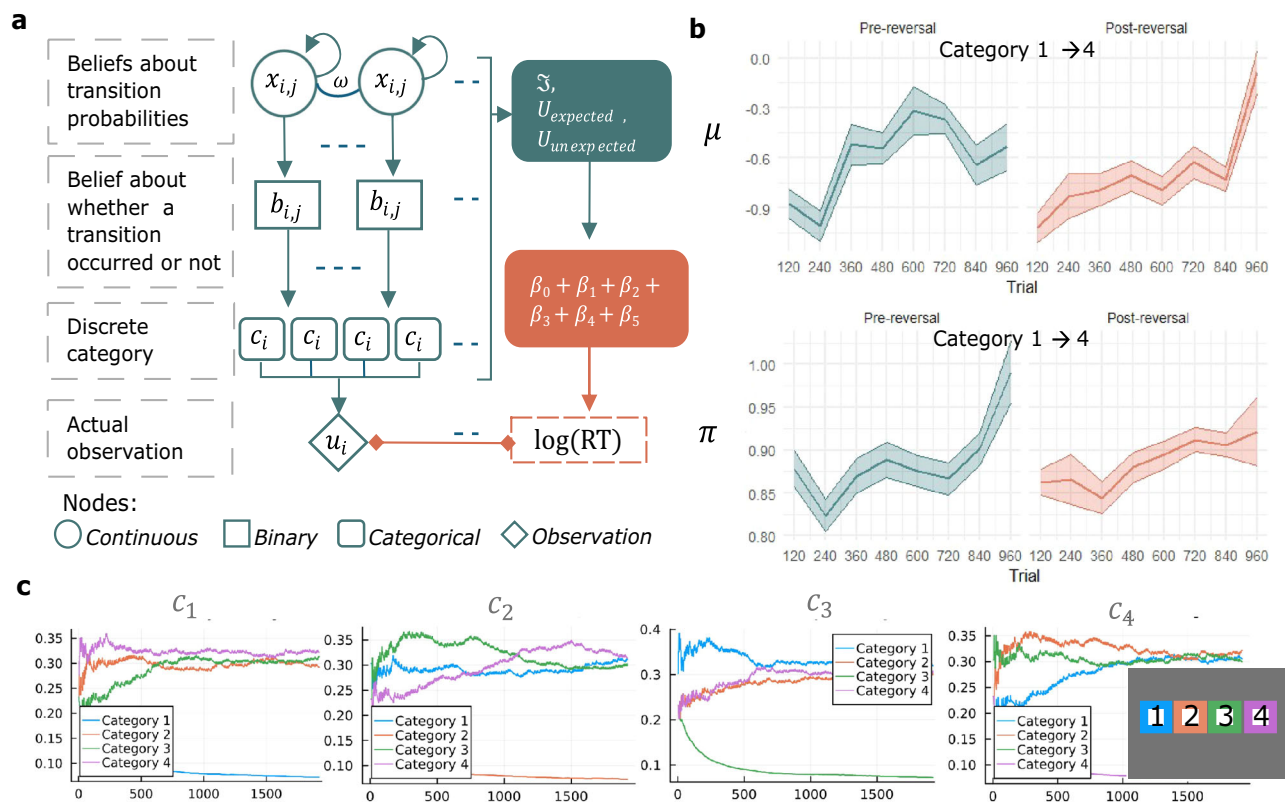 a
Beliefs about
transition
probabilities
Belief about
whether a
transition
occurred or not
Discrete
category
Actual
observation
x_{i,j}
ω
x_{i,j}
b_{i,j}
b_{i,j}
c_i
c_i
c_i
c_i
u_i
ℑ,
U_{expected} ,
U_{unexpected}
β_0 + β_1 + β_2 +
β_3 + β_4 + β_5
log(RT)
Nodes:
Continuous
Binary
Categorical
Observation
b
Pre-reversal
Post-reversal
Category 1 → 4
μ
0.0
-0.3
-0.6
-0.9
120 240 360 480 600 720 840 960
120 240 360 480 600 720 840 960
Trial
Pre-reversal
Post-reversal
Category 1 → 4
π
1.00
0.95
0.90
0.85
0.80
120 240 360 480 600 720 840 960
120 240 360 480 600 720 840 960
Trial
c
c_1
0.35
0.30
0.25
0.20
0.15
0.10
Category 1
Category 2
Category 3
Category 4
0 500 1000 1500
c_2
0.35
0.30
0.25
0.20
0.15
0.10
Category 1
Category 2
Category 3
Category 4
0 500 1000 1500
c_3
0.4
0.3
0.2
0.1
Category 1
Category 2
Category 3
Category 4
0 500 1000 1500
c_4
0.35
0.30
0.25
0.20
0.15
0.10
Category 1
Category 2
Category 3
Category 4
0 500 1000 1500
1 2 3 4